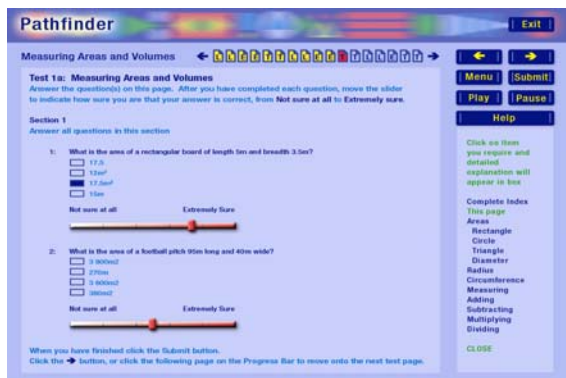 Pathfinder
Exit
Measuring Areas and Volumes
Test 1a: Measuring Areas and Volumes
Answer the question(s) on this page. After you have completed each question, move the slider
to indicate how sure you are that your answer is correct, from Not sure at all to Extremely sure.
Section 1
Answer all questions in this section
1: What is the area of a rectangular board of length 5m and breadth 3.5m?
17.5
12m²
17.5m²
15m
Not sure at all Extremely Sure
2: What is the area of a football pitch 95m long and 40m wide?
3 800m2
270m
3 600m2
380m2
Not sure at all Extremely Sure
When you have finished click the Submit button.
Click the ➔ button, or click the following page on the Progress Bar to move onto the next test page.
Menu Submit
Play Pause
Help
Click on item
you require and
detailed
explanation will
appear in box
Complete Index
This page
Areas
Rectangle
Circle
Triangle
Diameter
Radius
Circumference
Measuring
Adding
Subtracting
Multiplying
Dividing
CLOSE